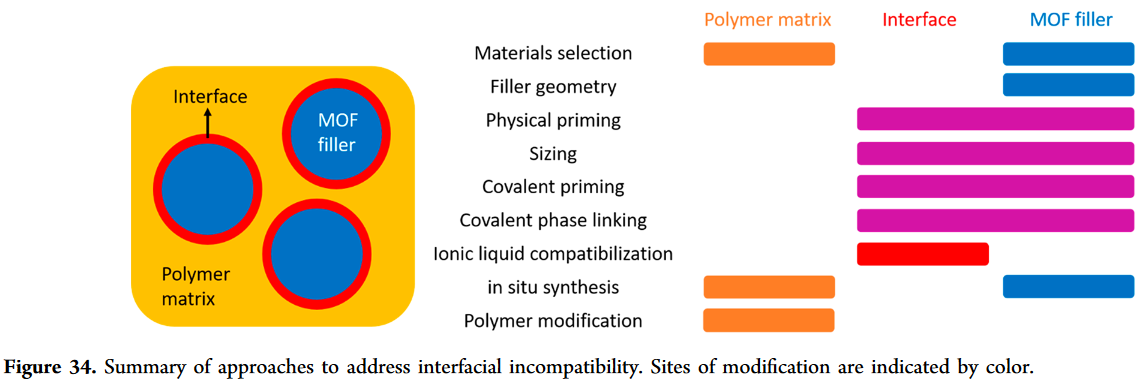 Polymer matrix Interface MOF filler
Interface
MOF
filler
Polymer
matrix
Materials selection
Filler geometry
Physical priming
Sizing
Covalent priming
Covalent phase linking
Ionic liquid compatibilization
in situ synthesis
Polymer modification
Figure 34. Summary of approaches to address interfacial incompatibility. Sites of modification are indicated by color.